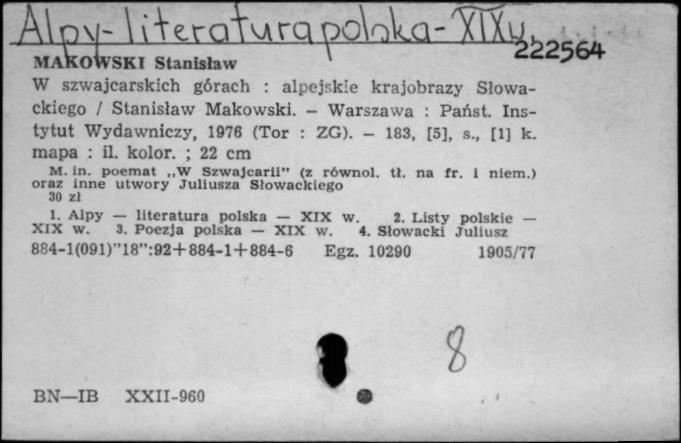 Alpy - literatura polska - XIX w.
222564
MAKOWSKI Stanisław
W szwajcarskich górach : alpejskie krajobrazy Słowa-
ckiego / Stanisław Makowski. — Warszawa : Państ. Ins-
tytut Wydawniczy, 1976 (Tor : ZG). — 183, [5], s., [1] k.
mapa : il. kolor. ; 22 cm
M. in. poemat „W Szwajcarii” (z równol. tł. na fr. i niem.)
oraz inne utwory Juliusza Słowackiego
30 zł
1. Alpy — literatura polska — XIX w. 2. Listy polskie —
XIX w. 3. Poezja polska — XIX w. 4. Słowacki Juliusz
884-1(091)”18”:92+884-1+884-6 Egz. 10290 1905/77
8
BN—IB XXII-960